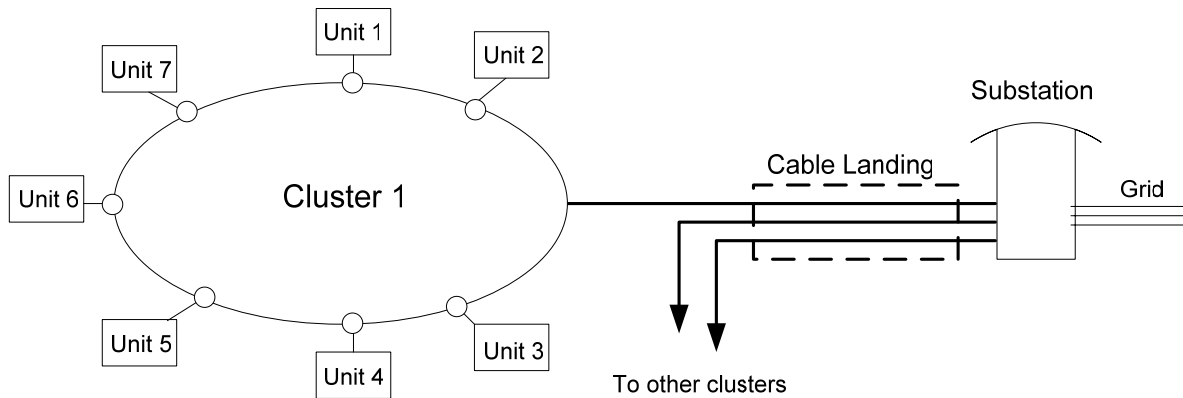 Unit 1
Unit 2
Unit 7
Substation
Cable Landing
Unit 6
Cluster 1
Grid
Unit 5
Unit 4
Unit 3
To other clusters